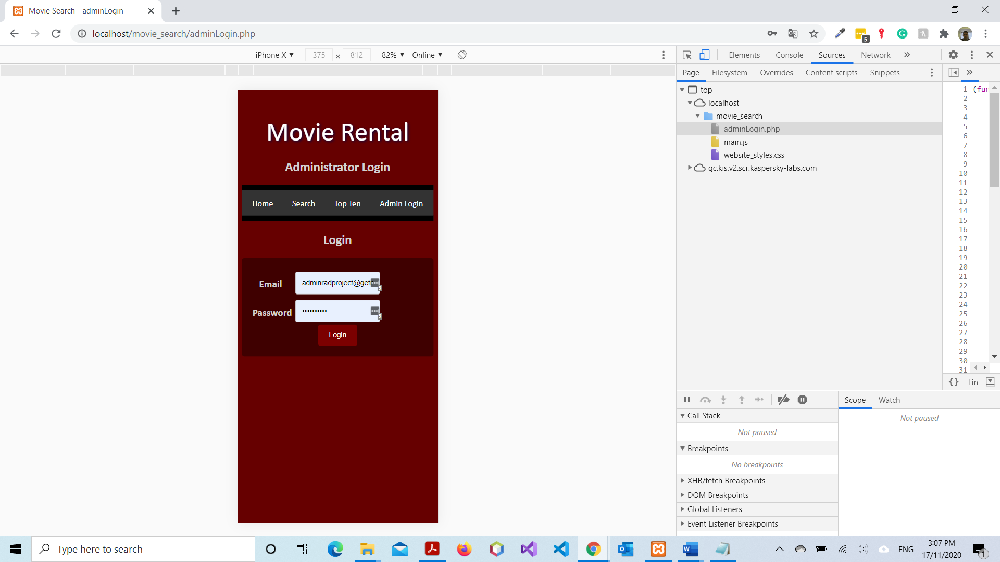 Movie Search - adminLogin
localhost/movie_search/adminLogin.php
5
iPhone X 375 × 812 82% Online
Elements Console Sources Network
Page Filesystem Overrides Content scripts Snippets
top
localhost
movie_search
adminLogin.php
main.js
website_styles.css
gc.kis.v2.scr.kaspersky-labs.com
1 (fun
2
3
4
5
6
7
8
9
10
11
12
13
14
15
16
17
18
19
20
21
22
23
24
25
26
27
28
29
30
31
{} Lin
Movie Rental
Administrator Login
Home Search Top Ten Admin Login
Login
Email adminradproject@get
5
Password ••••••••••
5
Login
Scope Watch
Not paused
Call Stack
Not paused
Breakpoints
No breakpoints
XHR/fetch Breakpoints
DOM Breakpoints
Global Listeners
Event Listener Breakpoints
Type here to search
ENG
3:07 PM
17/11/2020
1